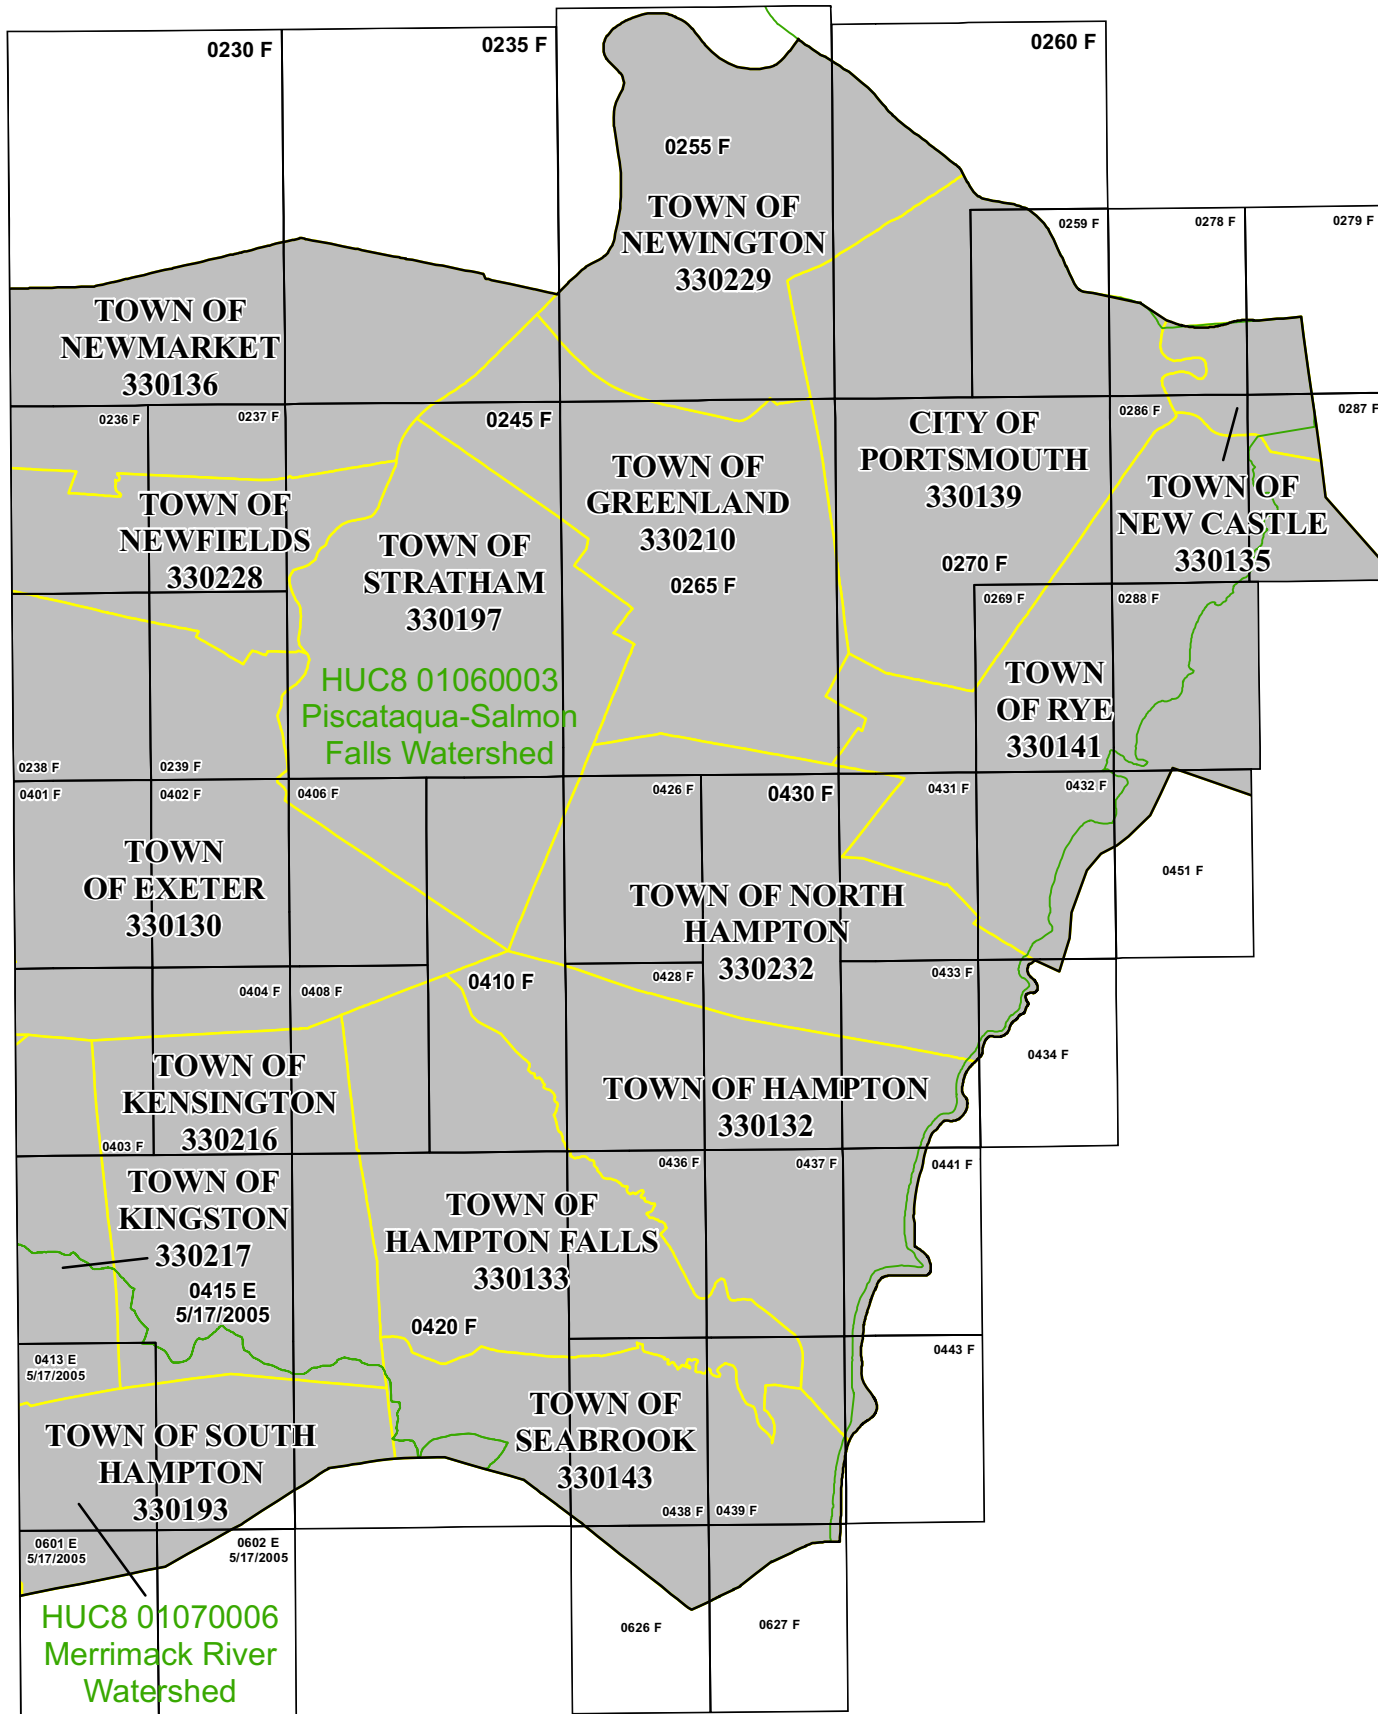 0230 F
0235 F
0260 F
0255 F
TOWN OF
NEWINGTON
330229
0259 F
0278 F
0279 F
TOWN OF
NEWMARKET
330136
0236 F
0237 F
0245 F
CITY OF
PORTSMOUTH
330139
0286 F
0287 F
TOWN OF
GREENLAND
330210
0265 F
TOWN OF
NEW CASTLE
330135
TOWN OF
NEWFIELDS
330228
TOWN OF
STRATHAM
330197
0270 F
0269 F
0288 F
HUC8 01060003
Piscataqua-Salmon
Falls Watershed
TOWN
OF RYE
330141
0238 F
0239 F
0401 F
0402 F
0406 F
0426 F
0430 F
0431 F
0432 F
TOWN
OF EXETER
330130
0451 F
TOWN OF NORTH
HAMPTON
330232
0404 F
0408 F
0410 F
0428 F
0433 F
0434 F
TOWN OF
KENSINGTON
330216
TOWN OF HAMPTON
330132
0403 F
0436 F
0437 F
0441 F
TOWN OF
KINGSTON
330217
TOWN OF
HAMPTON FALLS
330133
0415 E
5/17/2005
0420 F
0413 E
5/17/2005
0443 F
TOWN OF SOUTH
HAMPTON
330193
TOWN OF
SEABROOK
330143
0438 F
0439 F
0601 E
5/17/2005
0602 E
5/17/2005
HUC8 01070006
Merrimack River
Watershed
0626 F
0627 F